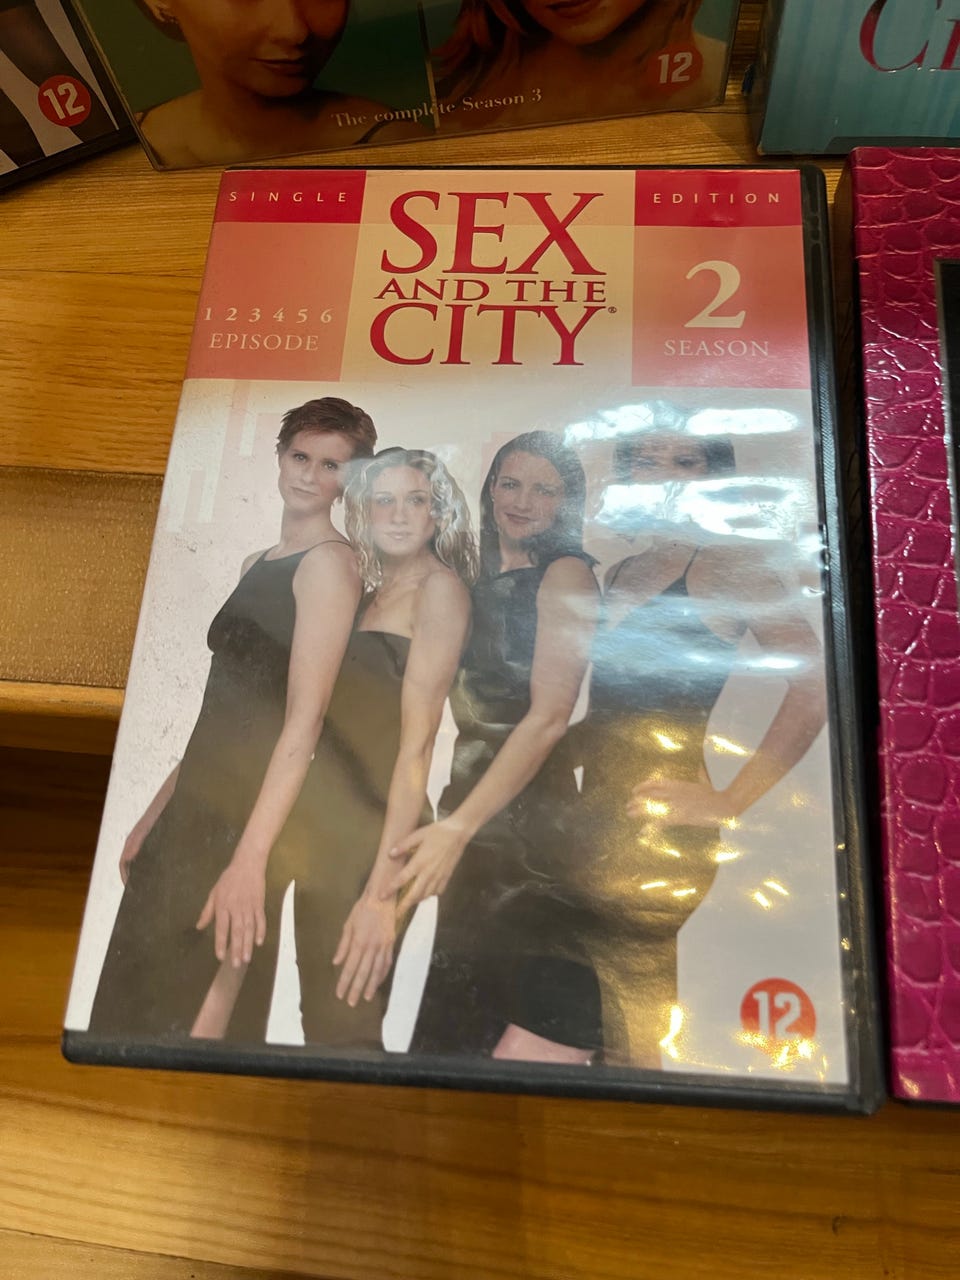 12
The complete Season 3
12
SINGLE
SEX
AND THE
CITY®
EDITION
1 2 3 4 5 6
EPISODE
2
SEASON
12